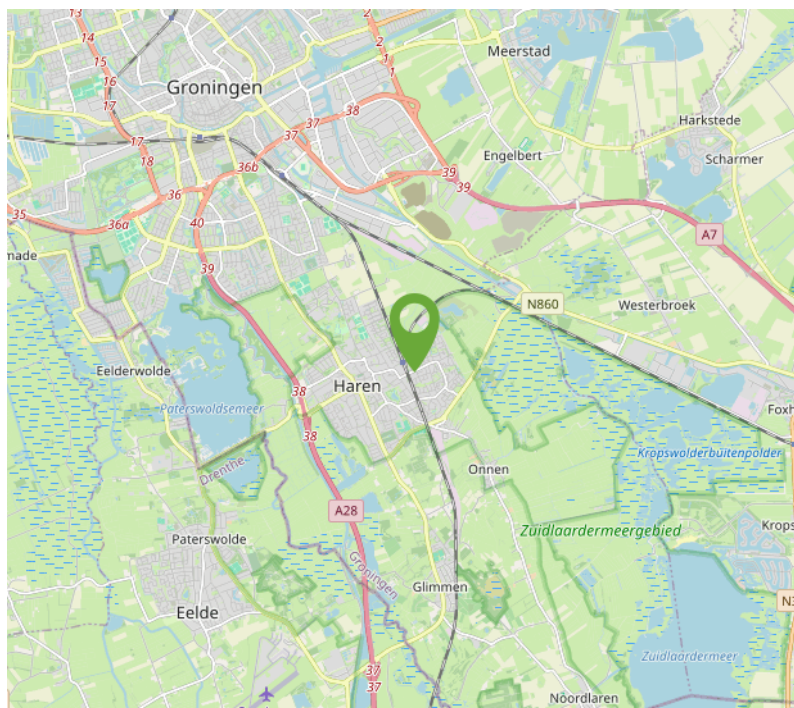 13
2
14
Meerstad
15
1
16
Groningen
1
17
38
Harkstede
37
17
37
Engelbert
18
36b
Scharmer
39
39
36
35
36a
40
A7
made
39
N860
Westerbroek
Eelderwolde
Haren
38
Paterswoldsemeer
Foxh
38
Kropswolderbuitenpolder
Drenthe
Onnen
A28
Zuidlaardermeergebied
Krops
Paterswolde
Groningen
Glimmen
N3
Eelde
Zuidlaardermeer
37
37
Noordlaren